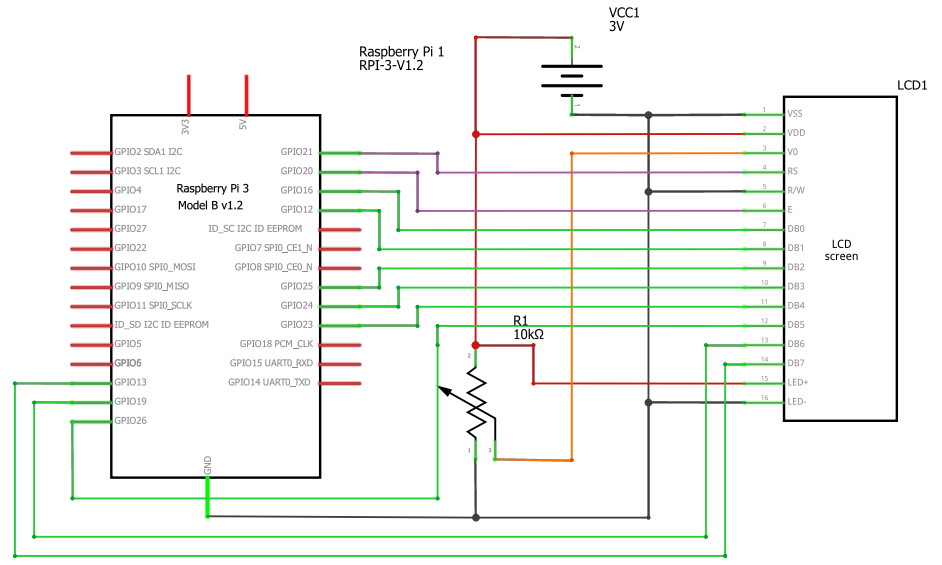 VCC1
3V
2
1
Raspberry Pi 1
RPI-3-V1.2
LCD1
3V3
5V
GPIO2 SDA1 I2C
GPIO3 SCL1 I2C
GPIO4
GPIO17
GPIO27
GPIO22
GIPO10 SPI0_MOSI
GPIO9 SPI0_MISO
GPIO11 SPI0_SCLK
ID_SD I2C ID EEPROM
GPIO5
GPIO6
GPIO13
GPIO19
GPIO26
Raspberry Pi 3
Model B v1.2
GPIO21
GPIO20
GPIO16
GPIO12
ID_SC I2C ID EEPROM
GPIO7 SPI0_CE1_N
GPIO8 SPI0_CE0_N
GPIO25
GPIO24
GPIO23
GPIO18 PCM_CLK
GPIO15 UART0_RXD
GPIO14 UART0_TXD
GND
R1
10kΩ
2
1
3
1 VSS
2 VDD
3 V0
4 RS
5 R/W
6 E
7 DB0
8 DB1
9 DB2
10 DB3
11 DB4
12 DB5
13 DB6
14 DB7
15 LED+
16 LED-
LCD
screen